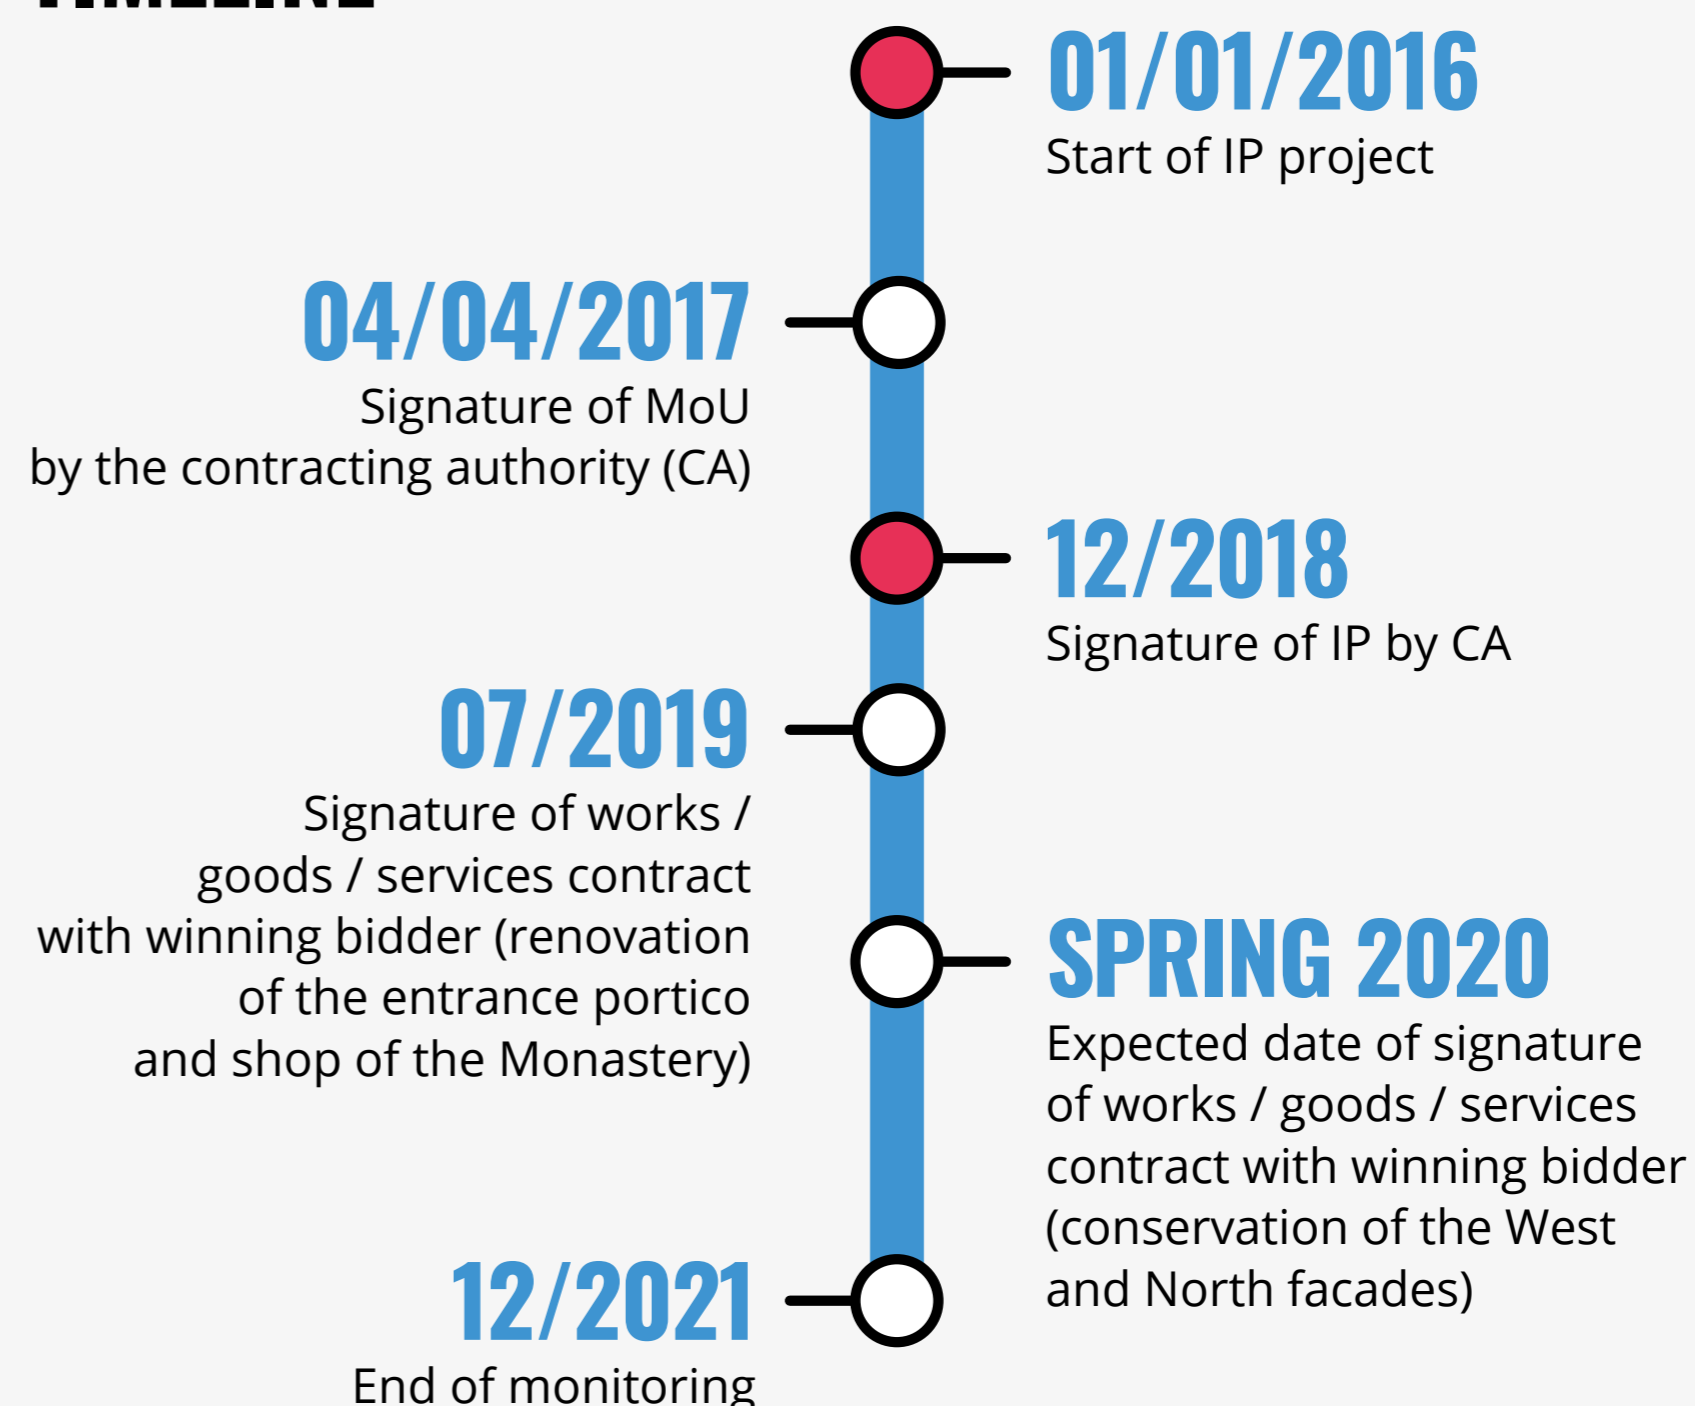 TIMELINE
01/01/2016
Start of IP project
04/04/2017
Signature of MoU
by the contracting authority (CA)
12/2018
Signature of IP by CA
07/2019
Signature of works /
goods / services contract
with winning bidder (renovation
of the entrance portico
and shop of the Monastery)
SPRING 2020
Expected date of signature
of works / goods / services
contract with winning bidder
(conservation of the West
and North facades)
12/2021
End of monitoring